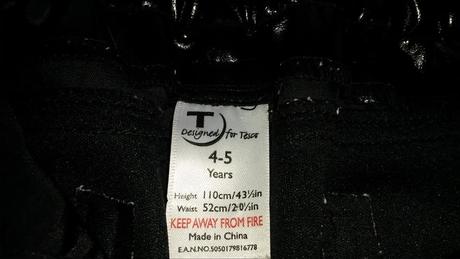 T
Designed for Tesco
4-5
Years
Height 110cm/43½in
Waist 52cm/20½in
KEEP AWAY FROM FIRE
Made in China
E.A.N.NO.5050179816778